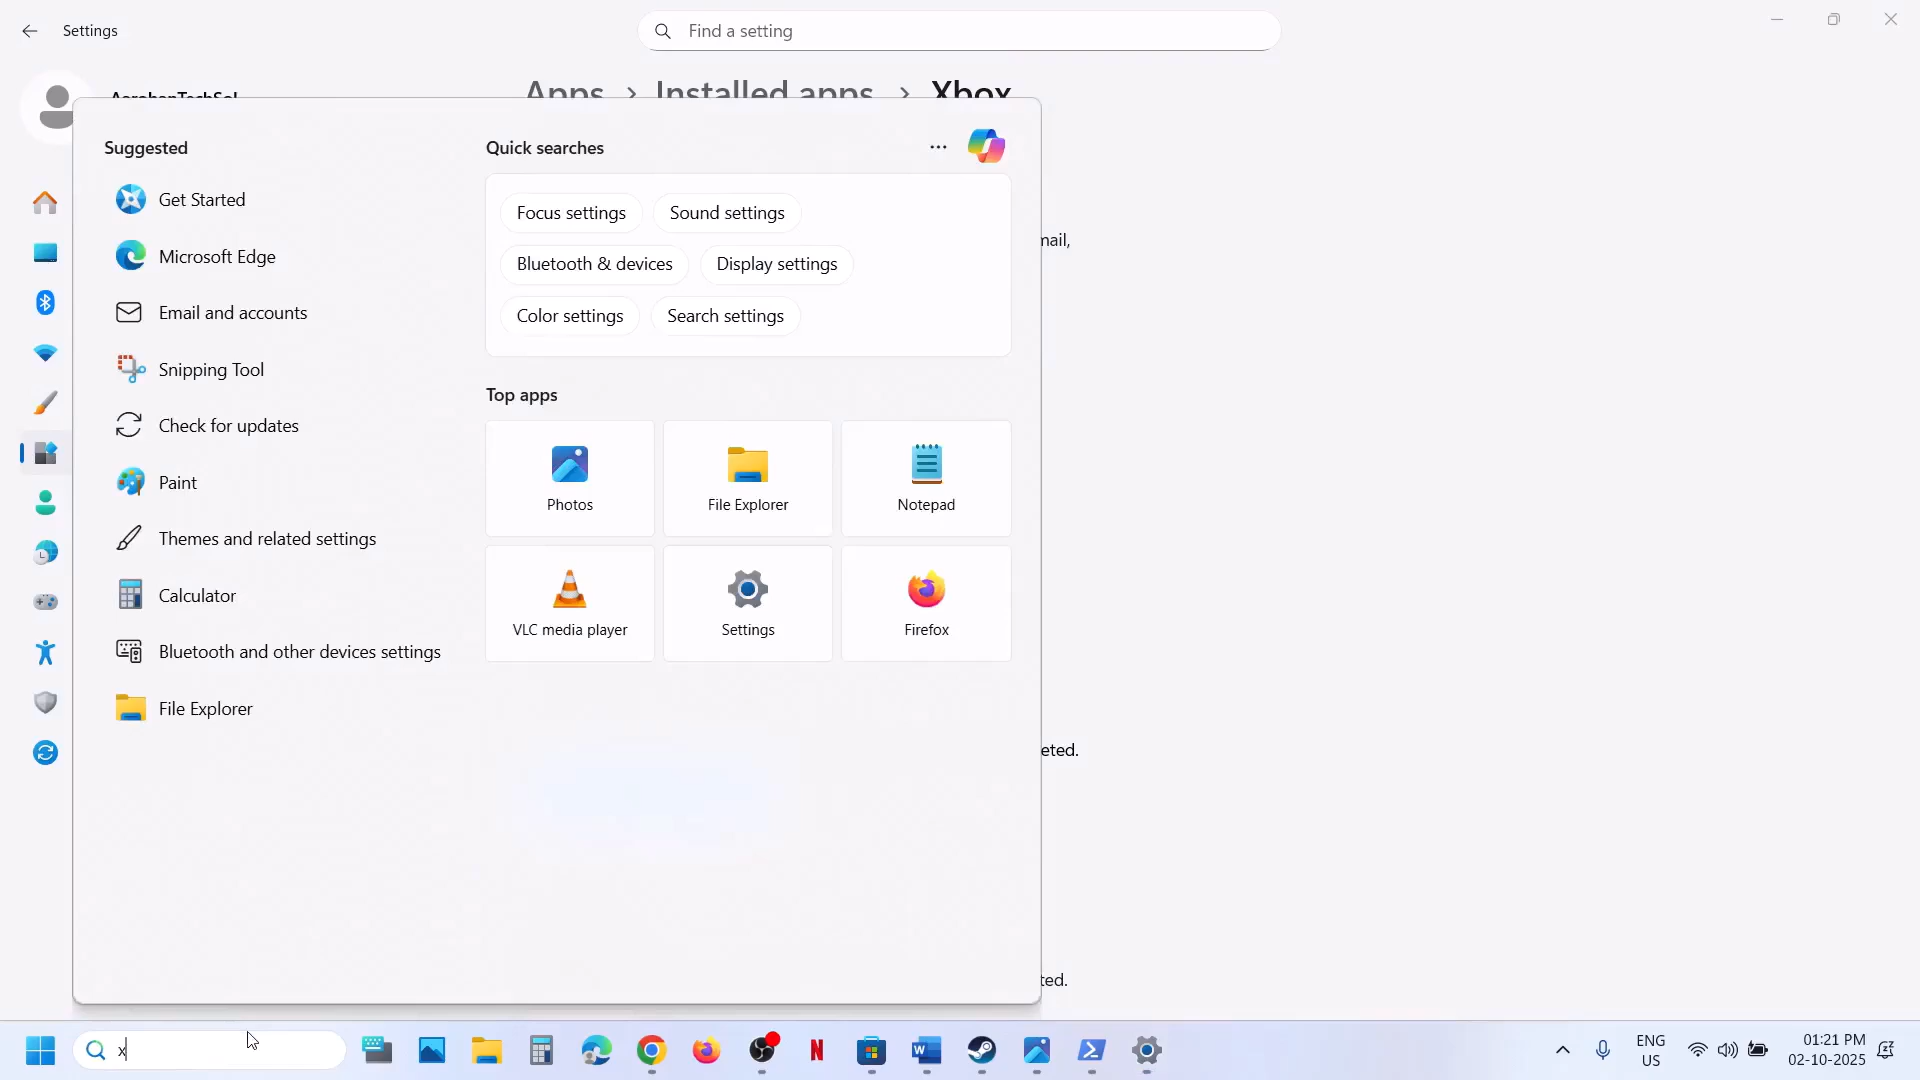 Settings
Find a setting
AcrobanTechSol
Apps > Installed apps > Xbox
Suggested
Get Started
Microsoft Edge
Email and accounts
Snipping Tool
Check for updates
Paint
Themes and related settings
Calculator
Bluetooth and other devices settings
File Explorer
Quick searches
Focus settings
Sound settings
Bluetooth & devices
Display settings
Color settings
Search settings
Top apps
Photos
File Explorer
Notepad
VLC media player
Settings
Firefox
mail,
eted.
ted.
x
ENG
US
01:21 PM
02-10-2025